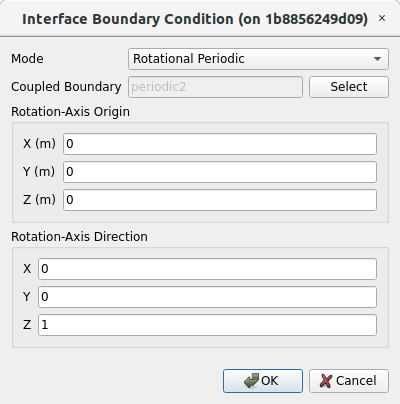 Interface Boundary Condition (on 1b8856249d09) ×
Mode Rotational Periodic
Coupled Boundary periodic2 Select
Rotation-Axis Origin
X (m) 0
Y (m) 0
Z (m) 0
Rotation-Axis Direction
X 0
Y 0
Z 1
OK Cancel